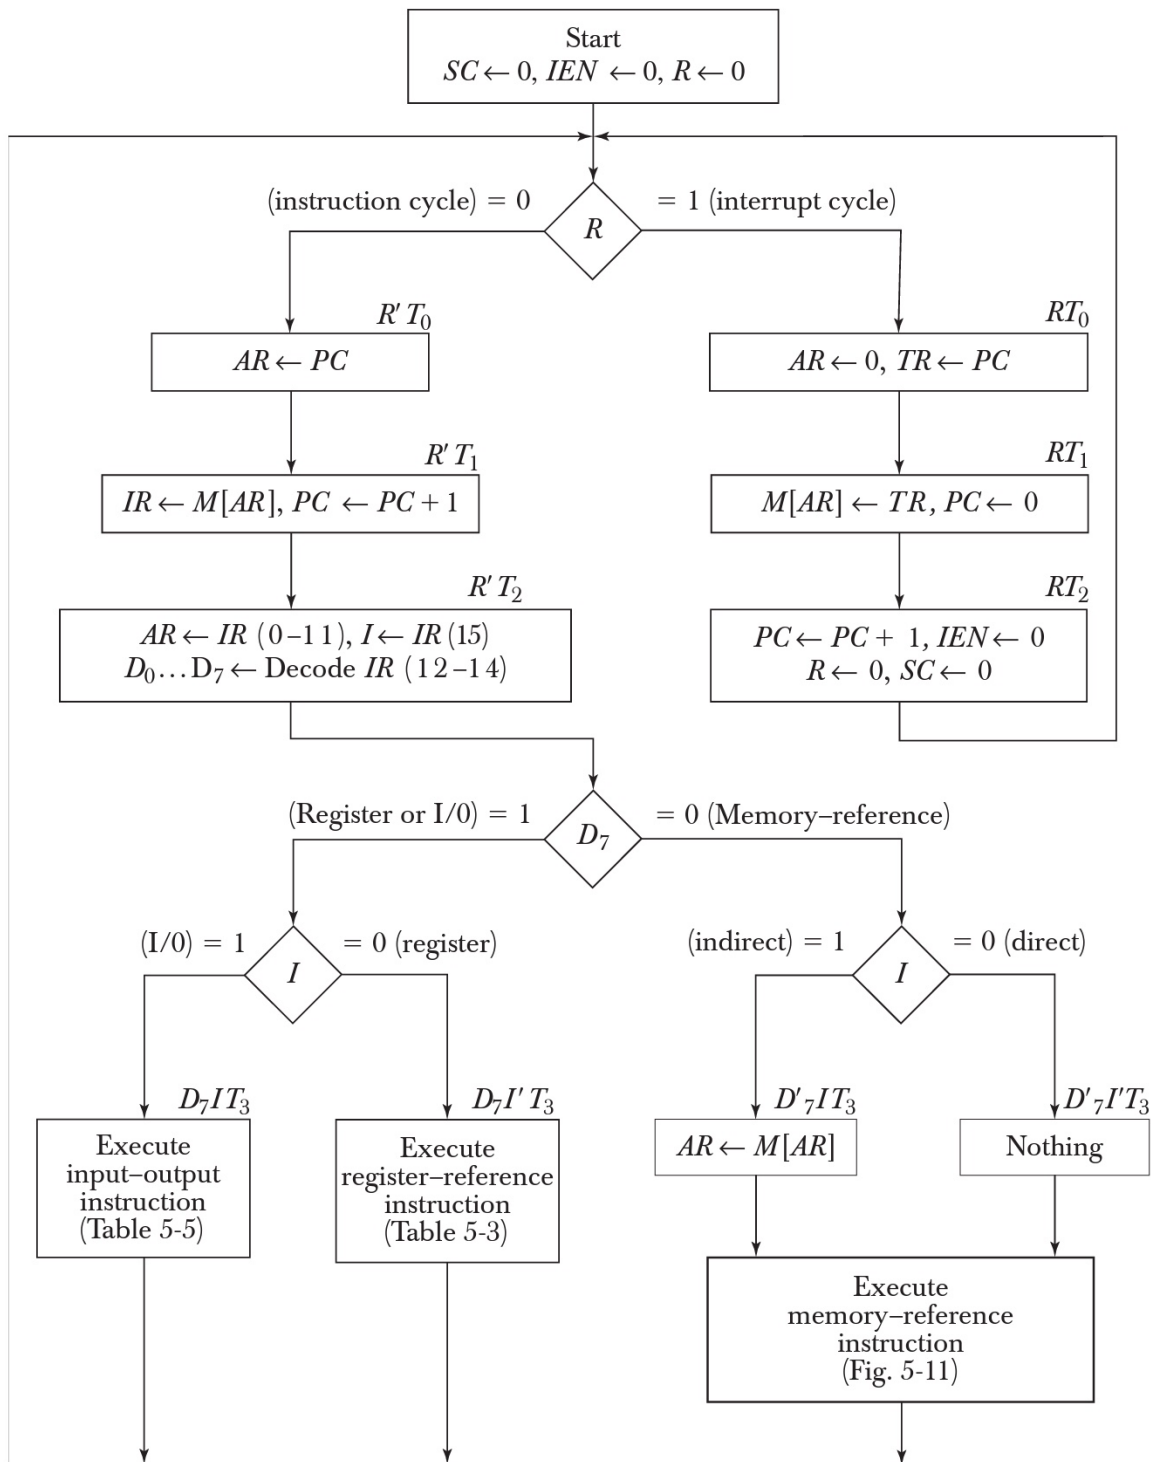 Start
SC ← 0, IEN ← 0, R ← 0
(instruction cycle) = 0
R
= 1 (interrupt cycle)
R′ T₀
AR ← PC
RT₀
AR ← 0, TR ← PC
R′ T₁
IR ← M[AR], PC ← PC + 1
RT₁
M[AR] ← TR, PC ← 0
R′ T₂
AR ← IR (0–11), I ← IR (15)
D₀...D₇ ← Decode IR (12–14)
RT₂
PC ← PC + 1, IEN ← 0
R ← 0, SC ← 0
(Register or I/0) = 1
D₇
= 0 (Memory–reference)
(I/0) = 1
I
= 0 (register)
(indirect) = 1
I
= 0 (direct)
D₇IT₃
Execute
input–output
instruction
(Table 5-5)
D₇I′ T₃
Execute
register–reference
instruction
(Table 5-3)
D′₇IT₃
AR ← M[AR]
D′₇I′T₃
Nothing
Execute
memory–reference
instruction
(Fig. 5-11)